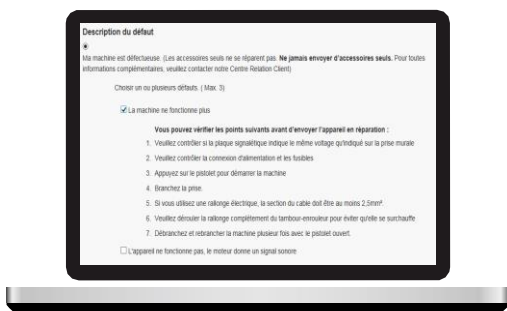 Description du défaut
Ma machine est défectueuse. (Les accessoires seuls ne se réparent pas. Ne jamais envoyer d'accessoires seuls. Pour toutes
informations complémentaires, veuillez contacter notre Centre Relation Client)
Choisir un ou plusieurs défauts. ( Max. 3)
La machine ne fonctionne plus
Vous pouvez vérifier les points suivants avant d'envoyer l'appareil en réparation :
1. Veuillez contrôler si la plaque signalétique indique le même voltage qu'indiqué sur la prise murale
2. Veuillez contrôler la connexion d'alimentation et les fusibles
3. Appuyez sur le pistolet pour démarrer la machine
4. Branchez la prise.
5. Si vous utilisez une rallonge électrique, la section du cable doit être au moins 2,5mm².
6. Veuillez dérouler la rallonge complètement du tambour-enrouleur pour éviter qu'elle se surchauffe
7. Débranchez et rebrancher la machine plusieur fois avec le pistolet ouvert.
L'appareil ne fonctionne pas, le moteur donne un signal sonore